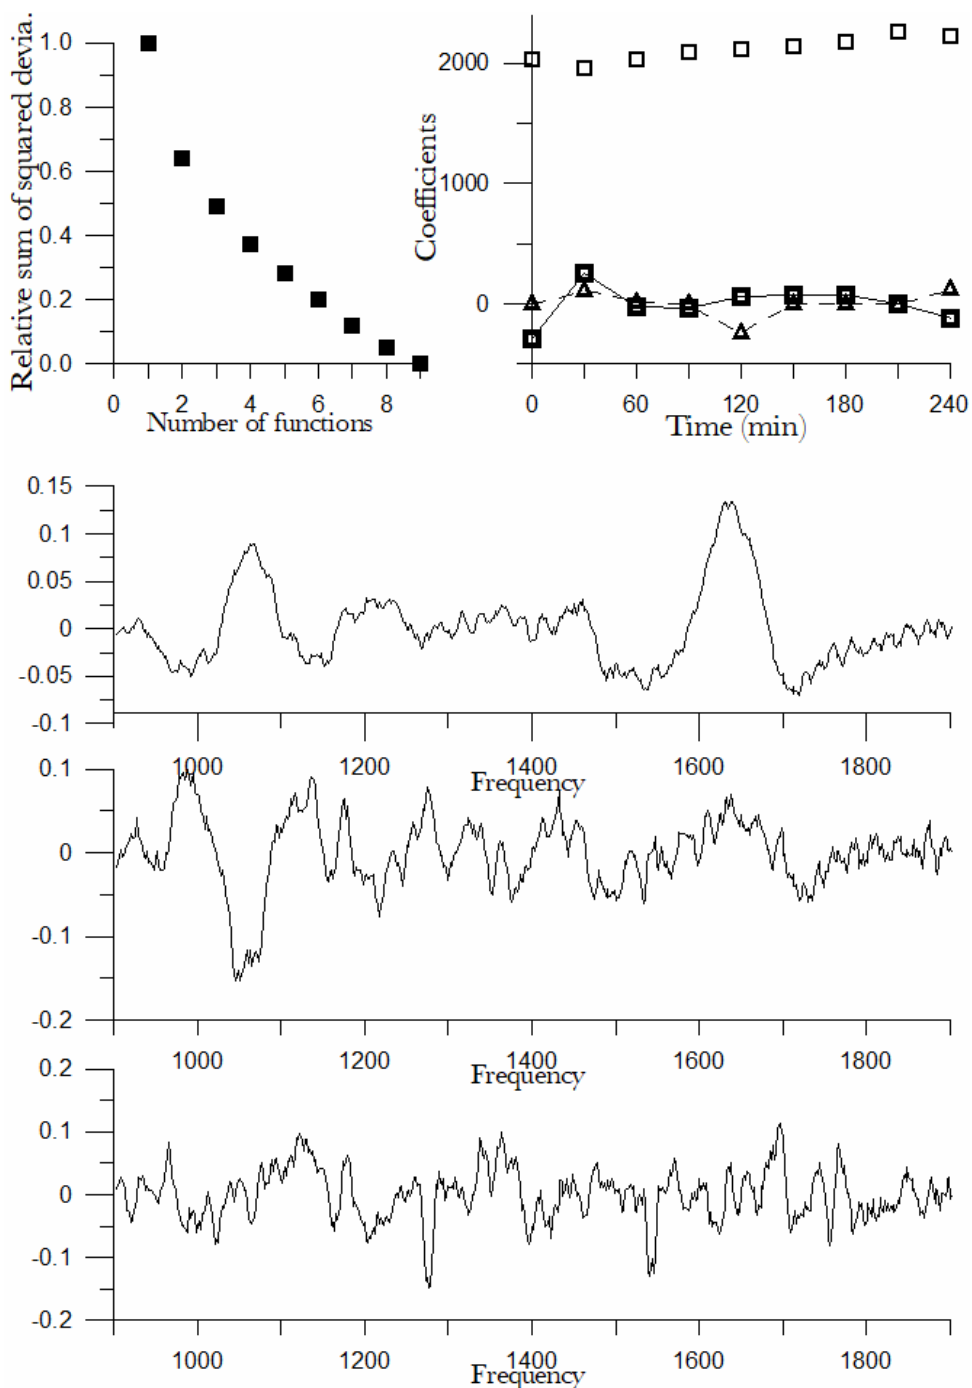 Relative sum of squared devia.
1.0
0.8
0.6
0.4
0.2
0.0
0 2 4 6 8
Number of functions
Coefficients
2000
1000
0
0 60 120 180 240
Time (min)
0.15
0.1
0.05
0
-0.05
-0.1
1000 1200 1400 1600 1800
Frequency
0.1
0
-0.1
-0.2
1000 1200 1400 1600 1800
Frequency
0.2
0.1
0
-0.1
-0.2
1000 1200 1400 1600 1800
Frequency